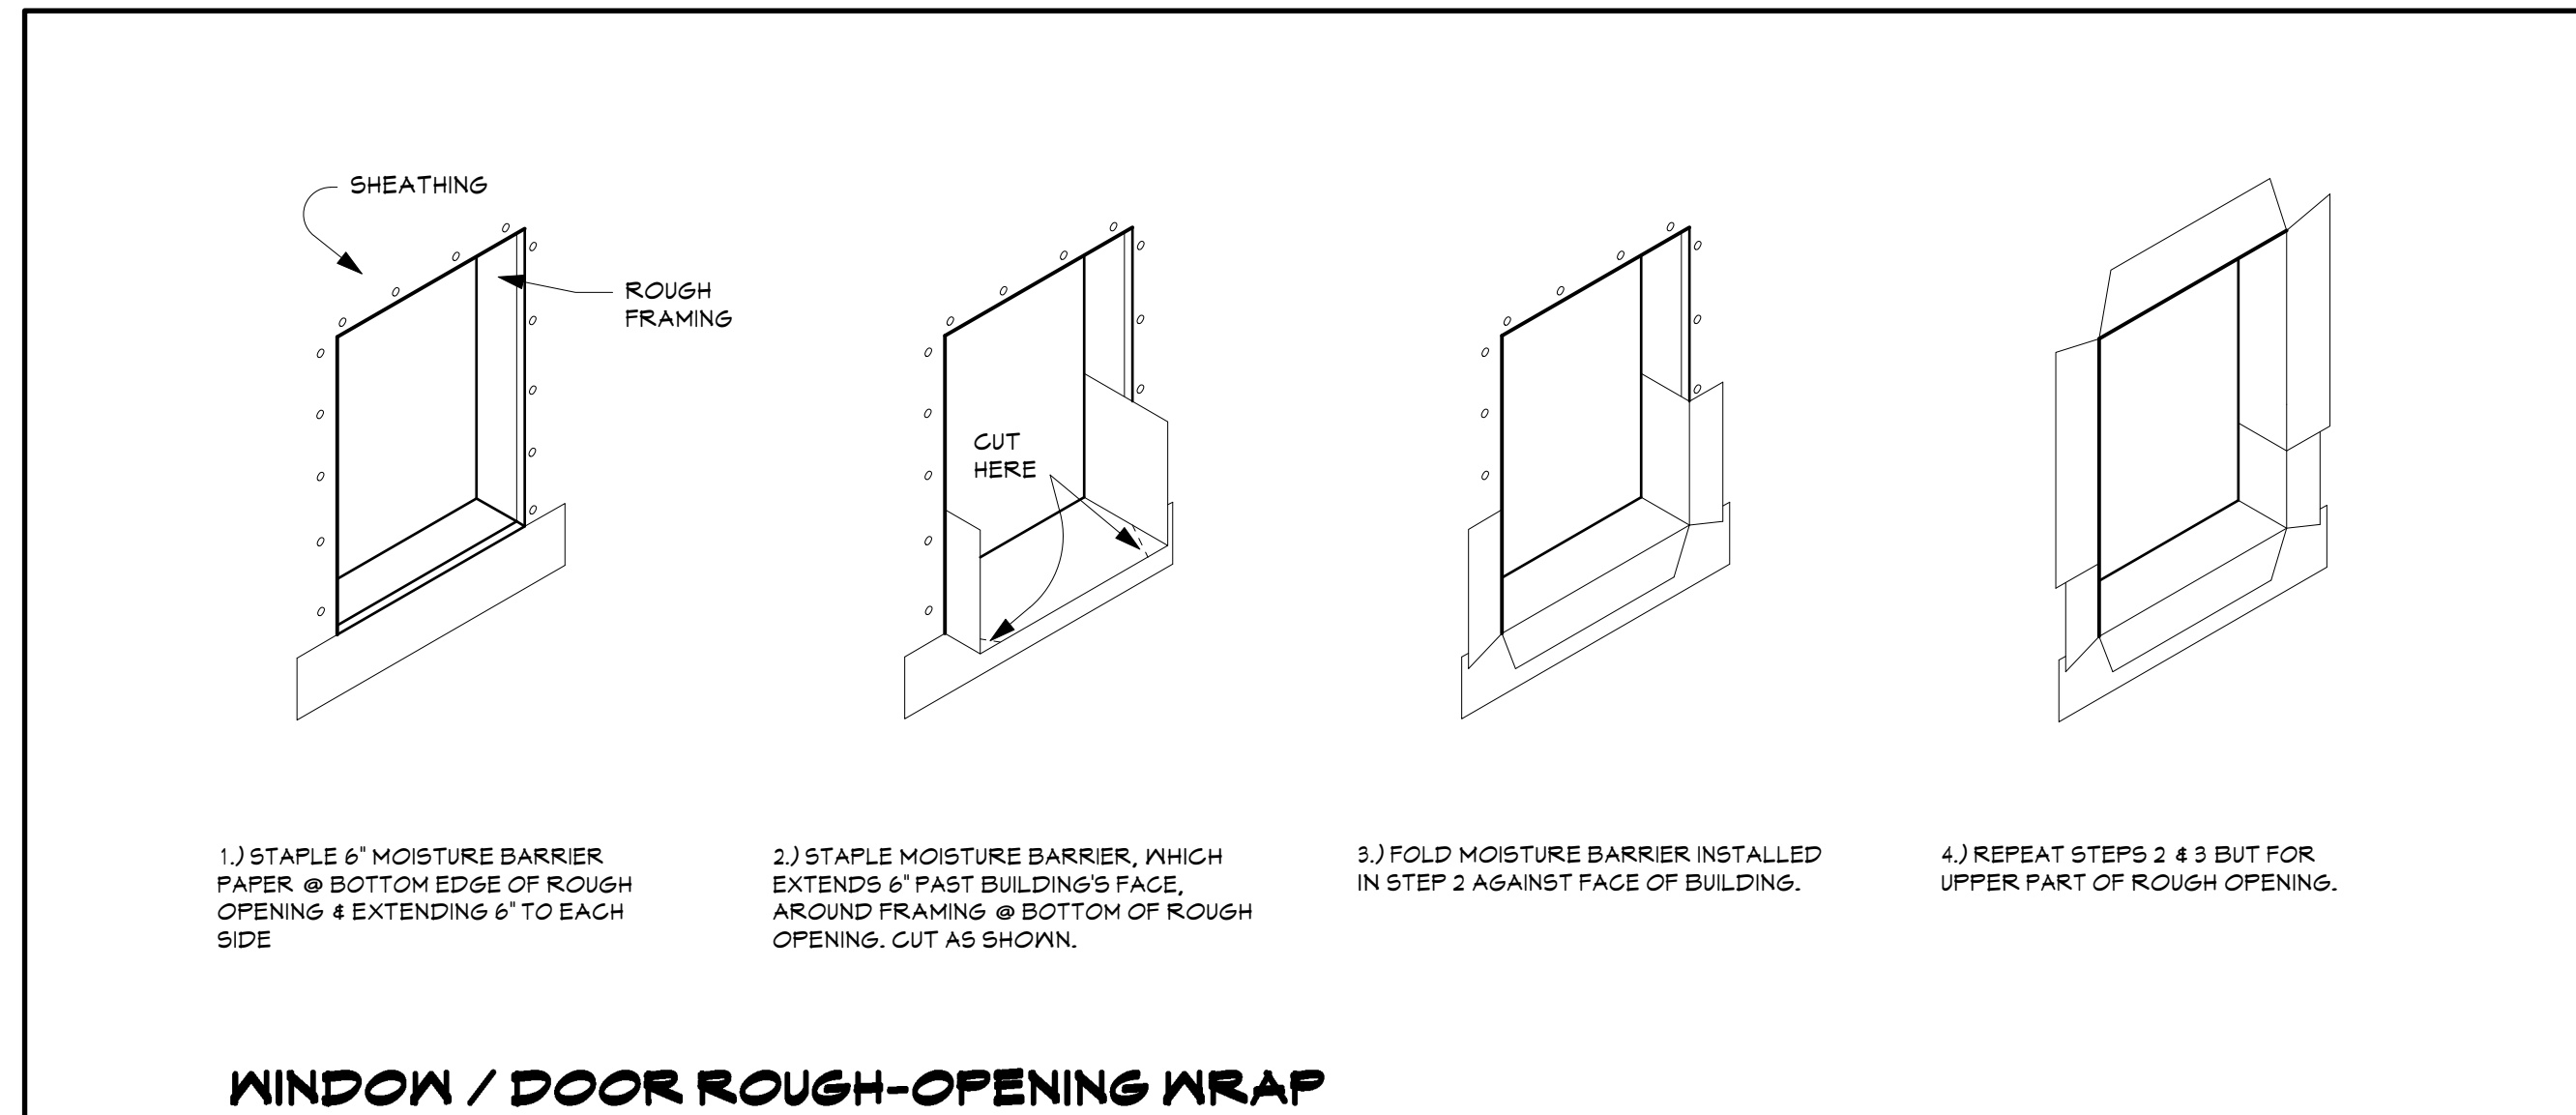 SHEATHING
ROUGH
FRAMING
CUT
HERE
1.) STAPLE 6" MOISTURE BARRIER
PAPER @ BOTTOM EDGE OF ROUGH
OPENING & EXTENDING 6" TO EACH
SIDE
2.) STAPLE MOISTURE BARRIER, WHICH
EXTENDS 6" PAST BUILDING'S FACE,
AROUND FRAMING @ BOTTOM OF ROUGH
OPENING. CUT AS SHOWN.
3.) FOLD MOISTURE BARRIER INSTALLED
IN STEP 2 AGAINST FACE OF BUILDING.
4.) REPEAT STEPS 2 & 3 BUT FOR
UPPER PART OF ROUGH OPENING.
WINDOW / DOOR ROUGH-OPENING WRAP